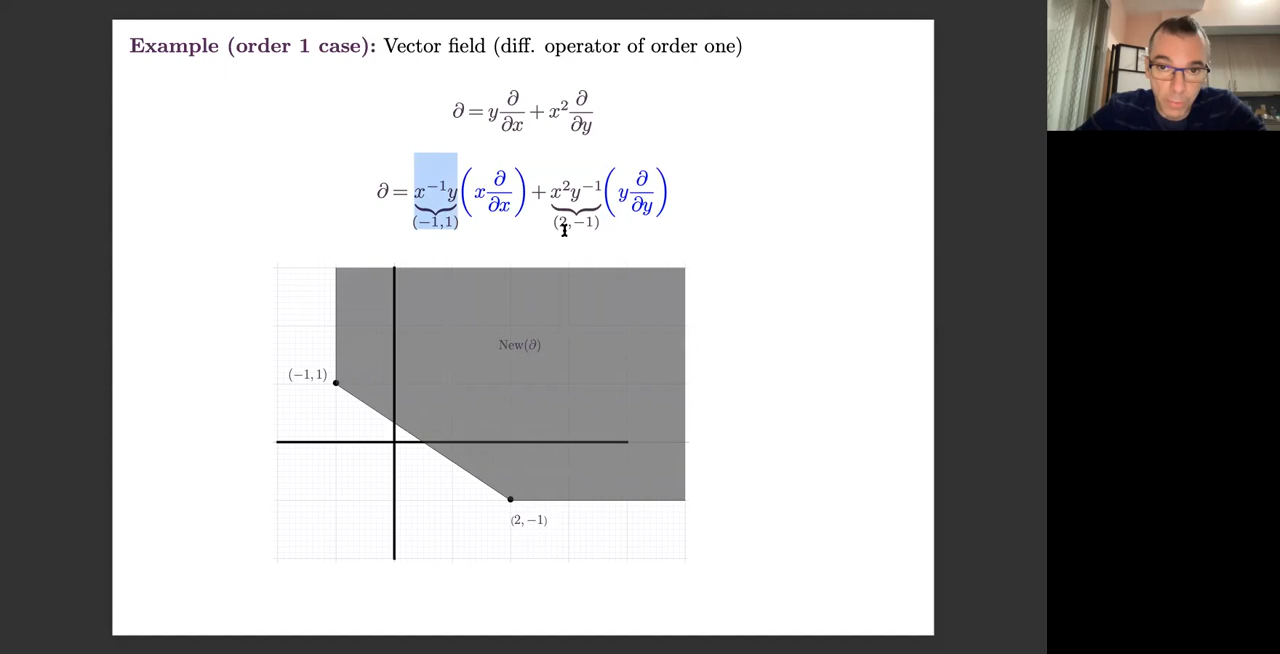 Example (order 1 case): Vector field (diff. operator of order one)
∂ = y ∂/∂x + x² ∂/∂y
∂ = x⁻¹y (x ∂/∂x) + x²y⁻¹ (y ∂/∂y)
(−1,1) (2,−1)
New(∂)
(−1,1)
(2,−1)